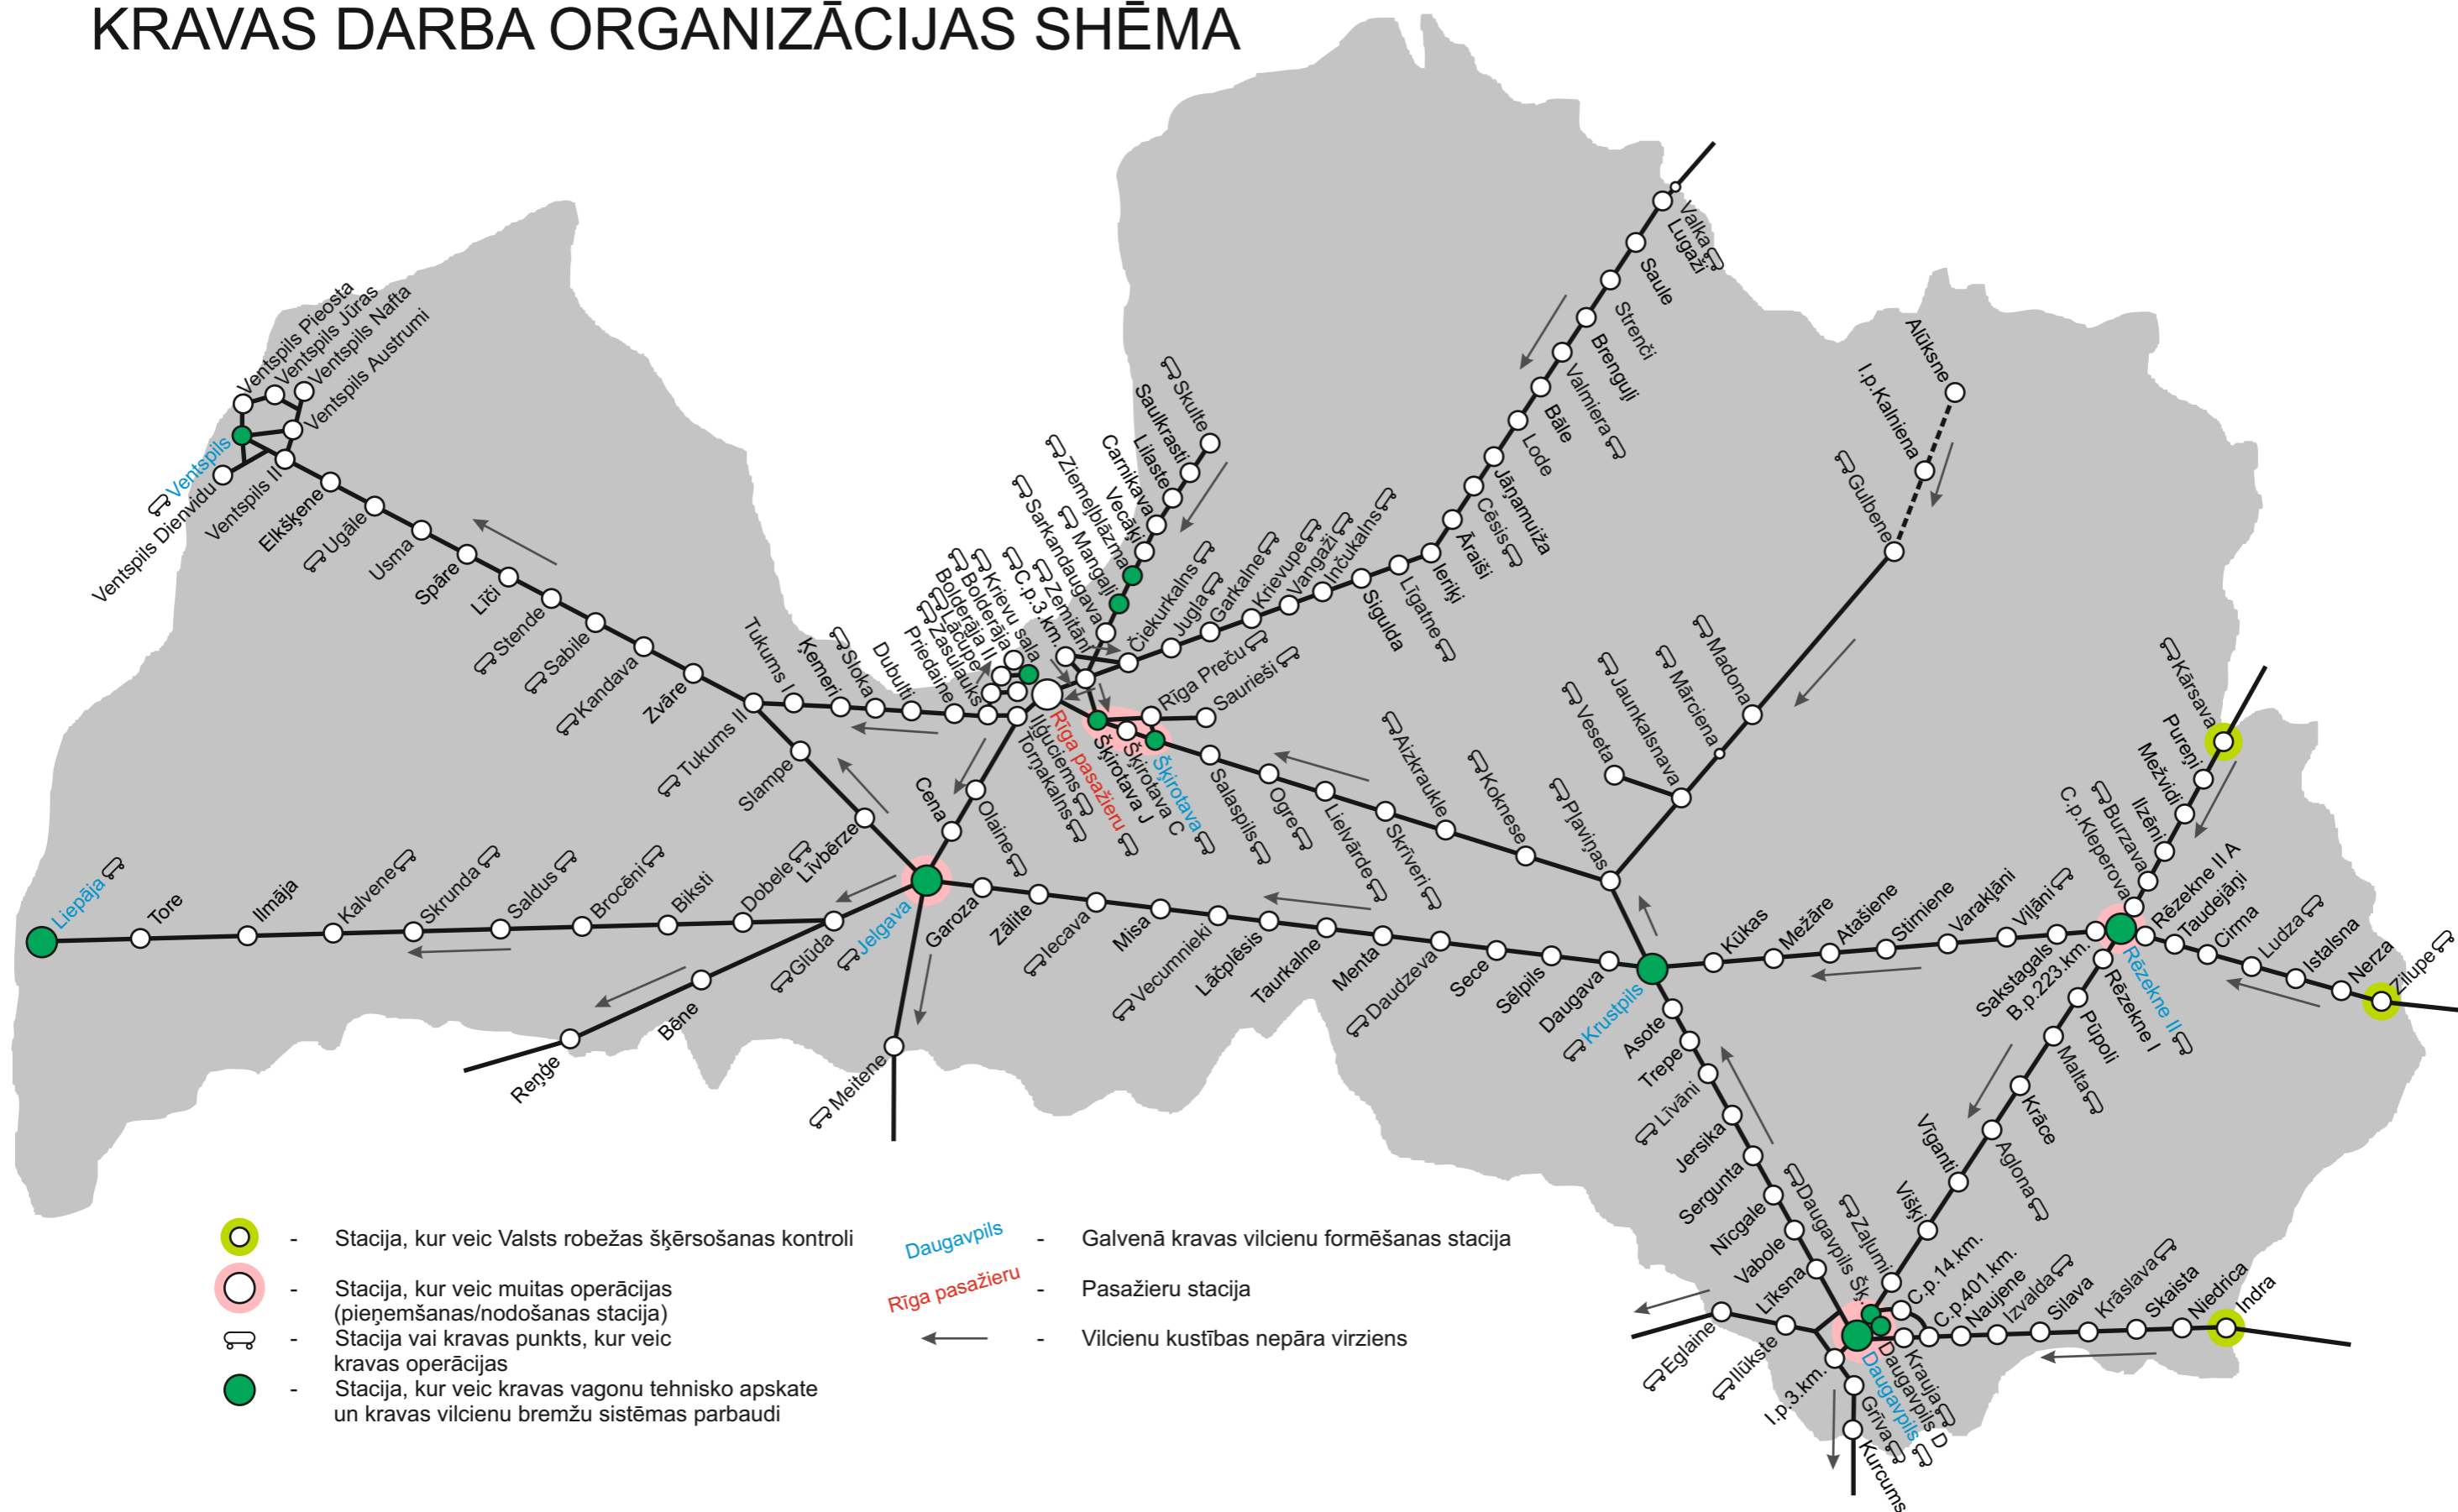 KRAVAS DARBA ORGANIZĀCIJAS SHĒMA
Ventspils Pieosta
Ventspils Jūras
Ventspils Nafta
Ventspils Austrumi
Ventspils
Ventspils Dienvidu
Ventspils II
Elkšķene
Ugāle
Usma
Spāre
Līči
Stende
Sabile
Kandava
Zvāre
Tukums II
Tukums I
Ķemeri
Sloka
Dubulti
Priedaine
Zasulauks
Lāčupe
Bolderāja II
Bolderāja
Krievu sala
C.p.3.km.
Zemitāni
Sarkandaugava
Mangaļi
Ziemeļblāzma
Vecāķi
Carnikava
Lilaste
Saulkrasti
Skulte
Čiekurkalns
Jugla
Garkalne
Krievupe
Vangaži
Inčukalns
Sigulda
Līgatne
Ieriķi
Āraiši
Cēsis
Jāņamuiža
Lode
Bāle
Valmiera
Brenguļi
Strenči
Saule
Lugaži
Valka
Alūksne
I.p.Kalniena
Gulbene
Madona
Mārciena
Jaunkalsnava
Veseta
Pļaviņas
Koknese
Aizkraukle
Skrīveri
Lielvārde
Ogre
Salaspils
Saurieši
Rīga Preču
Šķirotava
Šķirotava C
Šķirotava J
Rīga pasažieru
Iļģuciems
Torņakalns
Olaine
Cena
Slampe
Līvbērze
Jelgava
Glūda
Dobele
Biksti
Brocēni
Saldus
Skrunda
Kalvene
Ilmāja
Tore
Liepāja
Bēne
Reņģe
Meitene
Garoza
Zālīte
Iecava
Misa
Vecumnieki
Lāčplēsis
Taurkalne
Menta
Daudzeva
Sece
Sēlpils
Daugava
Krustpils
Kūkas
Mežāre
Atašiene
Stirniene
Varakļāni
Viļāni
Sakstagals
B.p.223.km.
Rēzekne II
Rēzekne I
Rēzekne II A
C.p.Kleperova
Burzava
Ilzēni
Mežvidi
Pureņi
Kārsava
Taudejāņi
Cirma
Ludza
Istalsna
Nerza
Zilupe
Pūpoli
Malta
Krāce
Aglona
Vīganti
Višķi
Zaļumi
Asote
Trepe
Līvāni
Jersika
Sergunta
Nīcgale
Vabole
Līksna
Daugavpils Šķ.
C.p.14.km.
C.p.401.km.
Naujene
Izvalda
Silava
Krāslava
Skaista
Niedrica
Indra
Krauja
Daugavpils D
Daugavpils
Grīva
Kurcums
I.p.3.km.
Ilūkste
Eglaine
- Stacija, kur veic Valsts robežas šķērsošanas kontroli
- Stacija, kur veic muitas operācijas
(pieņemšanas/nodošanas stacija)
- Stacija vai kravas punkts, kur veic
kravas operācijas
- Stacija, kur veic kravas vagonu tehnisko apskate
un kravas vilcienu bremžu sistēmas parbaudi
Daugavpils - Galvenā kravas vilcienu formēšanas stacija
Rīga pasažieru - Pasažieru stacija
- Vilcienu kustības nepāra virziens